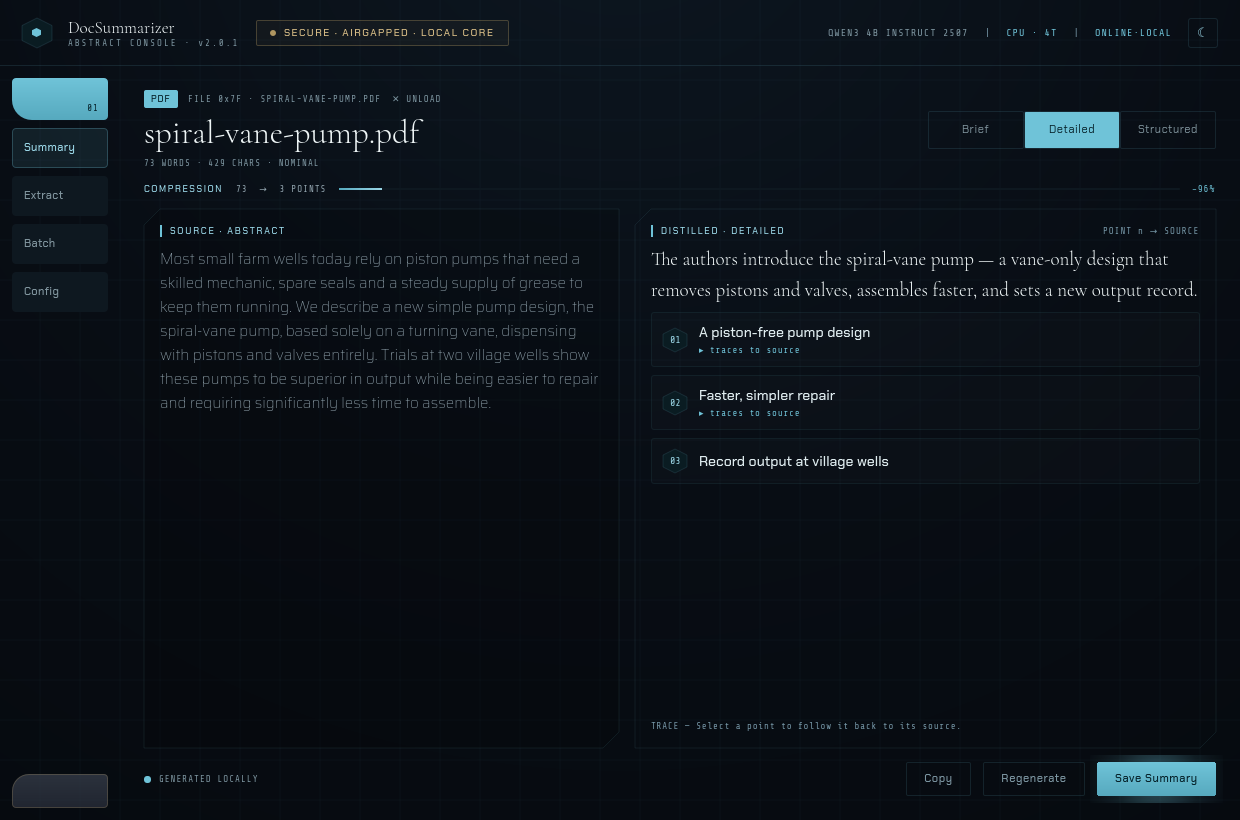 DocSummarizer
ABSTRACT CONSOLE · v2.0.1
SECURE · AIRGAPPED · LOCAL CORE
QWEN3 4B INSTRUCT 2507 | CPU · 4T | ONLINE·LOCAL
☾
01
Summary
Extract
Batch
Config
PDF FILE 0x7F · SPIRAL-VANE-PUMP.PDF ✕ UNLOAD
spiral-vane-pump.pdf
73 WORDS · 429 CHARS · NOMINAL
Brief
Detailed
Structured
COMPRESSION 73 → 3 POINTS
−96%
SOURCE · ABSTRACT
Most small farm wells today rely on piston pumps that need a
skilled mechanic, spare seals and a steady supply of grease to
keep them running. We describe a new simple pump design, the
spiral-vane pump, based solely on a turning vane, dispensing
with pistons and valves entirely. Trials at two village wells show
these pumps to be superior in output while being easier to repair
and requiring significantly less time to assemble.
DISTILLED · DETAILED
POINT n → SOURCE
The authors introduce the spiral-vane pump — a vane-only design that
removes pistons and valves, assembles faster, and sets a new output record.
01 A piston-free pump design
▸ traces to source
02 Faster, simpler repair
▸ traces to source
03 Record output at village wells
TRACE — Select a point to follow it back to its source.
GENERATED LOCALLY
Copy
Regenerate
Save Summary